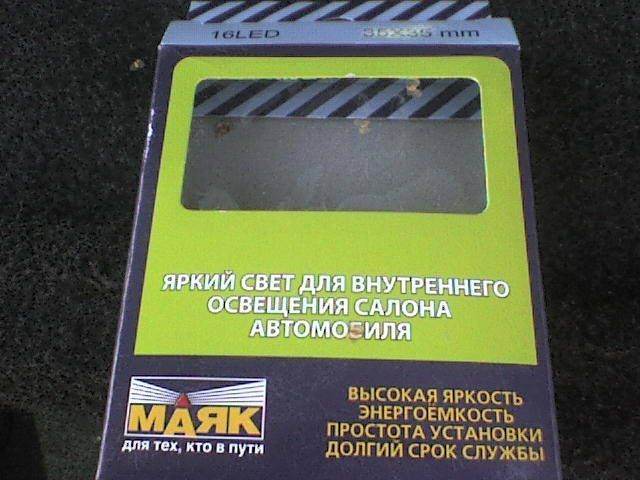 16LED 35X35 mm
ЯРКИЙ СВЕТ ДЛЯ ВНУТРЕННЕГО
ОСВЕЩЕНИЯ САЛОНА
АВТОМОБИЛЯ
МАЯК
для тех, кто в пути
ВЫСОКАЯ ЯРКОСТЬ
ЭНЕРГОЁМКОСТЬ
ПРОСТОТА УСТАНОВКИ
ДОЛГИЙ СРОК СЛУЖБЫ